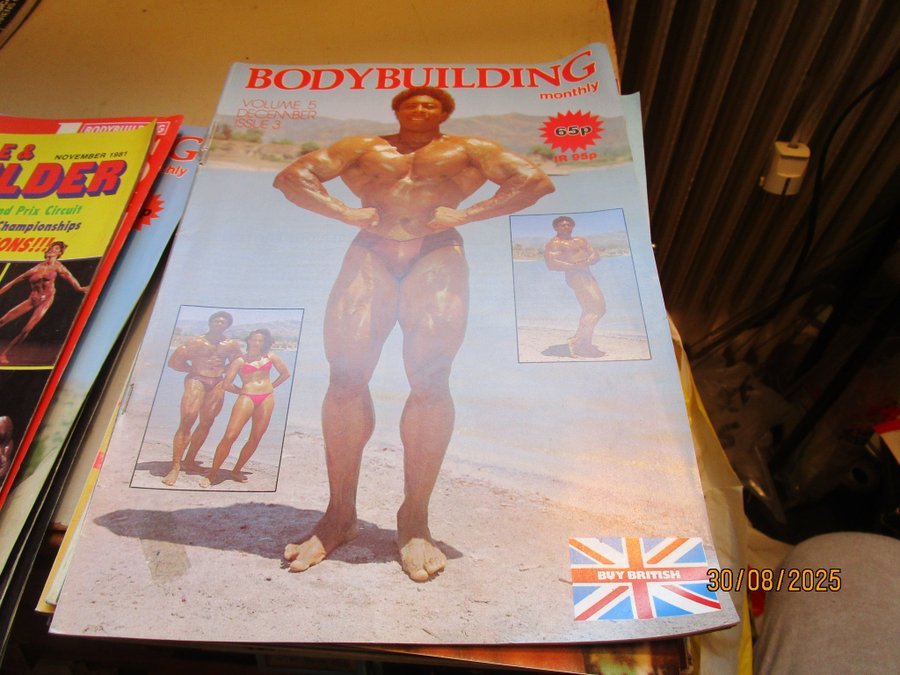 BODYBUILDING
monthly
VOLUME 5
DECEMBER
ISSUE 3
65p
IR 95p
BUY BRITISH
30/08/2025
E &
NOVEMBER 1981
LDER
nd Prix Circuit
Championships
ONS!!!
G